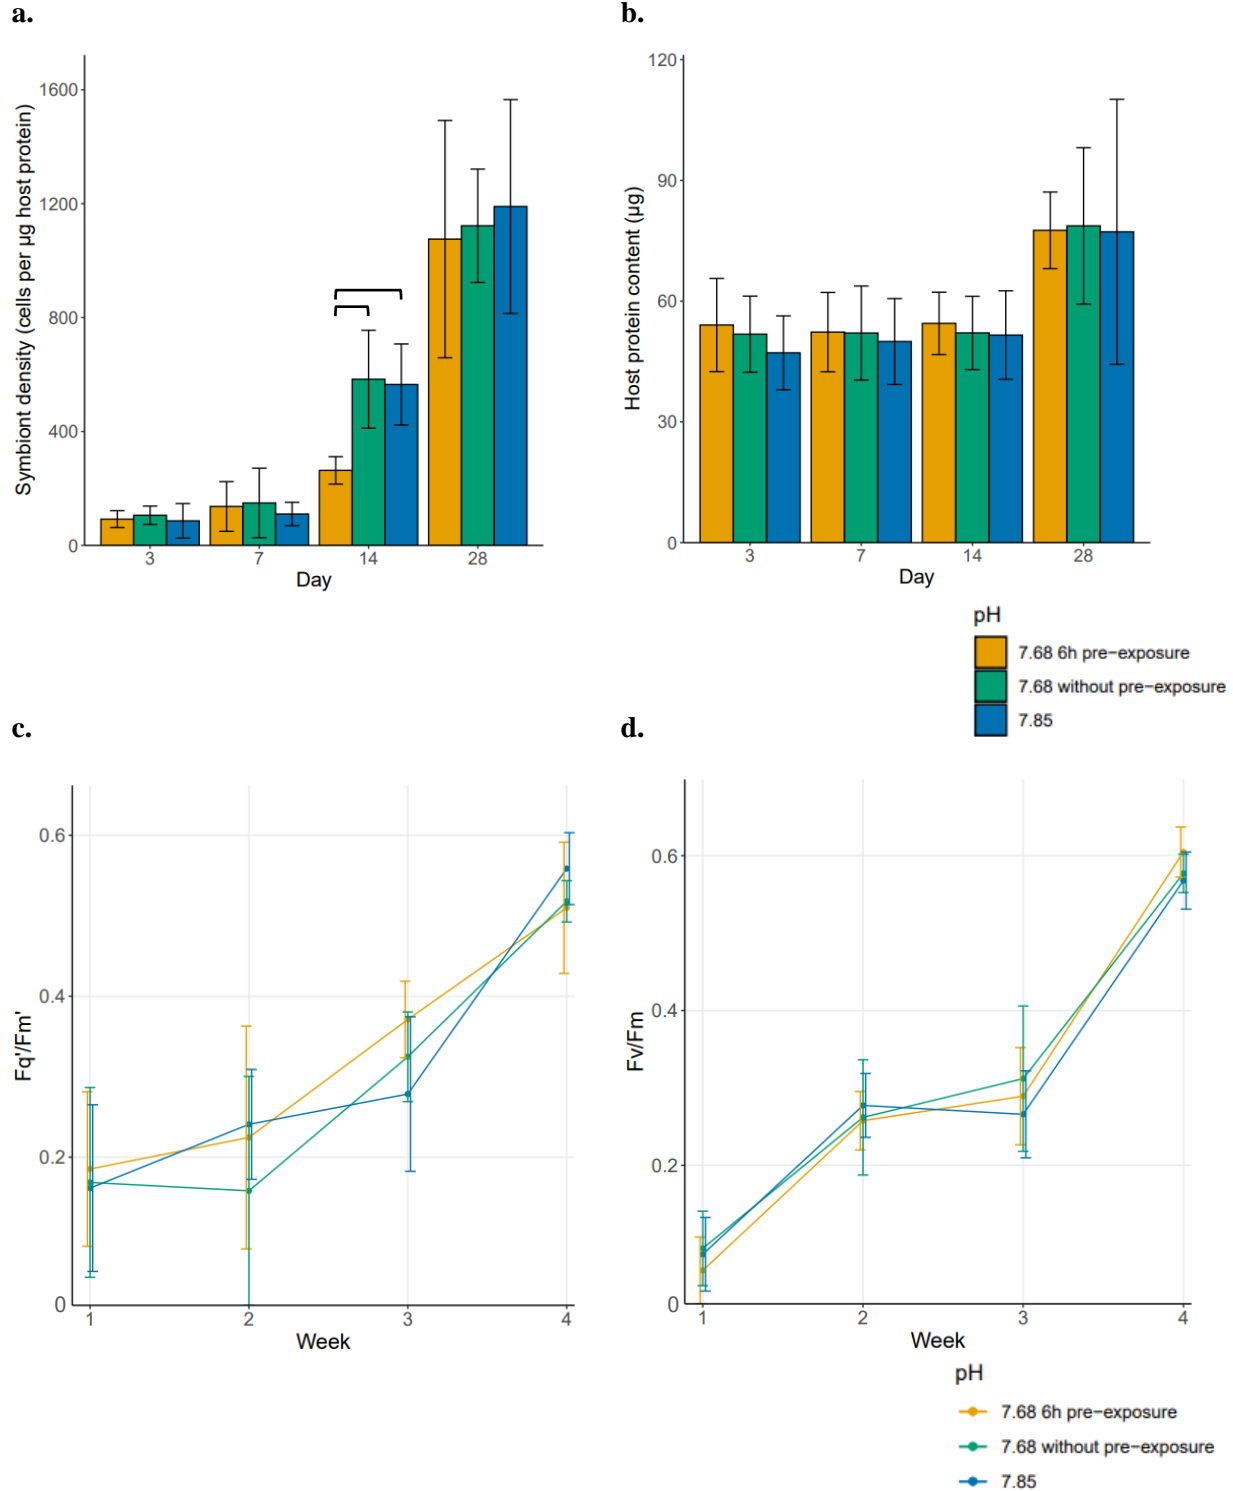 a.
Symbiont density (cells per µg host protein)
1600
1200
800
400
0
3 7 14 28
Day
b.
Host protein content (µg)
120
90
60
30
0
3 7 14 28
Day
pH
7.68 6h pre−exposure
7.68 without pre−exposure
7.85
c.
Fq'/Fm'
0.6
0.4
0.2
0
1 2 3 4
Week
d.
Fv/Fm
0.6
0.4
0.2
0
1 2 3 4
Week
pH
7.68 6h pre−exposure
7.68 without pre−exposure
7.85